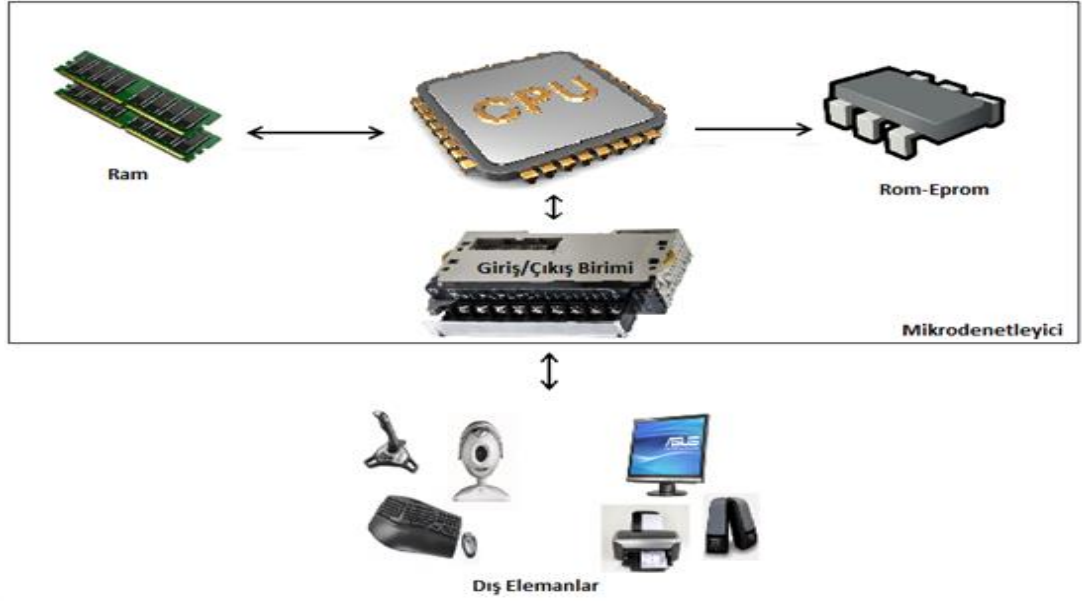 CPU
Ram
Rom-Eprom
Giriş/Çıkış Birimi
Mikrodenetleyici
ASUS
Dış Elemanlar